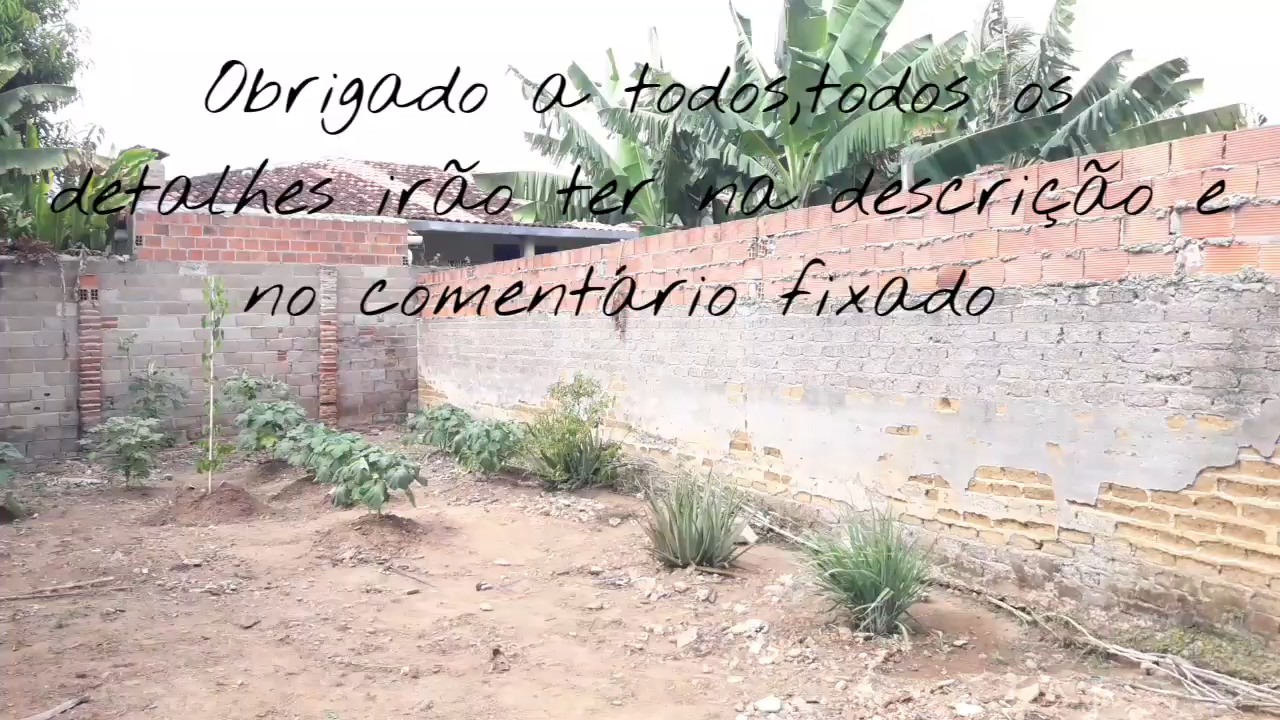 Obrigado a todos,todos os
detalhes irão ter na descrição e
no comentário fixado